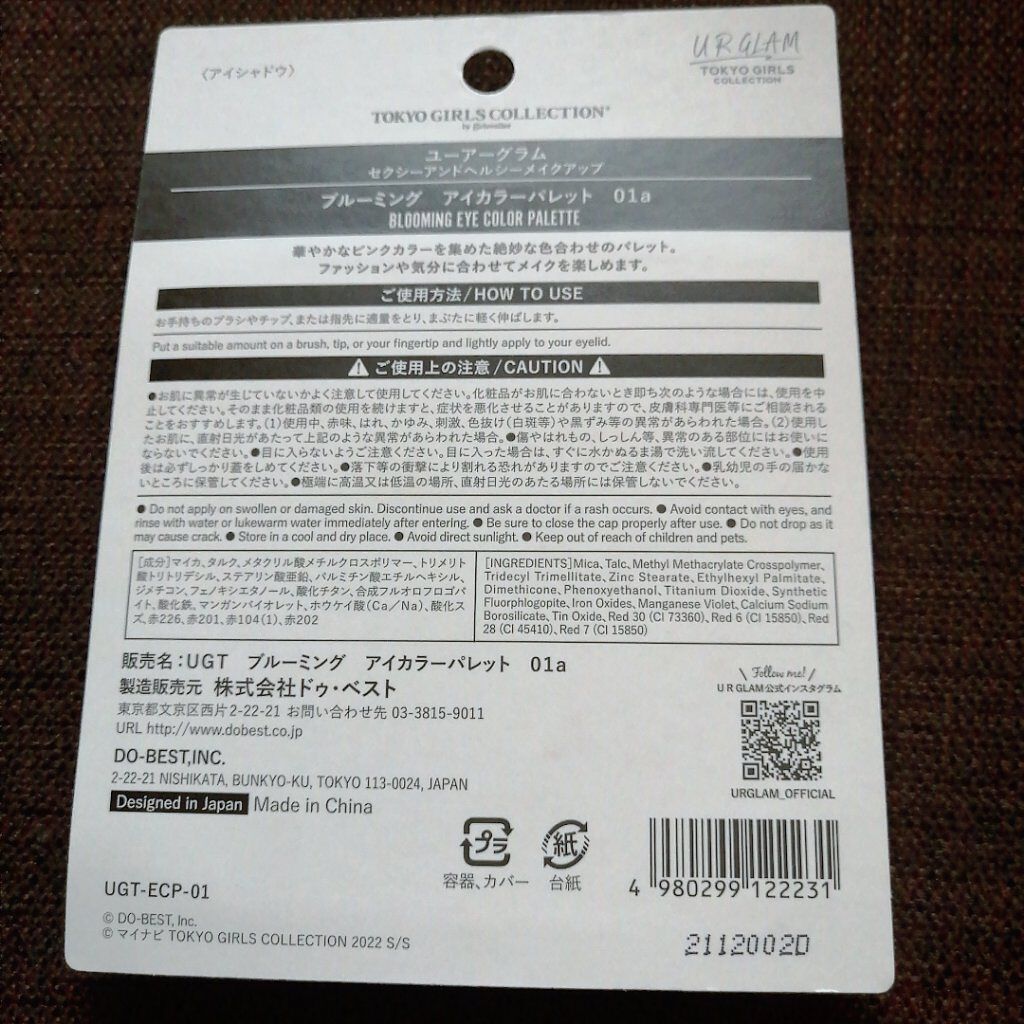 〈アイシャドウ〉
UR GLAM
×
TOKYO GIRLS
COLLECTION
TOKYO GIRLS COLLECTION®
by girlswalker
ユーアーグラム
セクシーアンドヘルシーメイクアップ
ブルーミング アイカラーパレット 01a
BLOOMING EYE COLOR PALETTE
華やかなピンクカラーを集めた絶妙な色合わせのパレット。
ファッションや気分に合わせてメイクを楽しめます。
ご使用方法/HOW TO USE
お手持ちのブラシやチップ、または指先に適量をとり、まぶたに軽く伸ばします。
Put a suitable amount on a brush, tip, or your fingertip and lightly apply to your eyelid.
⚠ ご使用上の注意/CAUTION ⚠
●お肌に異常が生じていないかよく注意して使用してください。化粧品がお肌に合わないとき即ち次のような場合には、使用を中
止してください。そのまま化粧品類の使用を続けますと、症状を悪化させることがありますので、皮膚科専門医等にご相談される
ことをおすすめします。(1)使用中、赤味、はれ、かゆみ、刺激、色抜け(白斑等)や黒ずみ等の異常があらわれた場合。(2)使用し
たお肌に、直射日光があたって上記のような異常があらわれた場合。●傷やはれもの、しっしん等、異常のある部位にはお使いに
ならないでください。●目に入らないようご注意ください。目に入った場合は、すぐに水かぬるま湯で洗い流してください。●使用
後は必ずしっかり蓋をしめてください。●落下等の衝撃により割れる恐れがありますのでご注意ください。●乳幼児の手の届かな
いところに保管してください。●極端に高温又は低温の場所、直射日光のあたる場所には保管しないでください。
● Do not apply on swollen or damaged skin. Discontinue use and ask a doctor if a rash occurs. ● Avoid contact with eyes, and
rinse with water or lukewarm water immediately after entering. ● Be sure to close the cap properly after use. ● Do not drop as it
may cause crack. ● Store in a cool and dry place. ● Avoid direct sunlight. ● Keep out of reach of children and pets.
[成分]マイカ、タルク、メタクリル酸メチルクロスポリマー、トリメリト
酸トリトリデシル、ステアリン酸亜鉛、パルミチン酸エチルヘキシル、
ジメチコン、フェノキシエタノール、酸化チタン、合成フルオロフロゴパ
イト、酸化鉄、マンガンバイオレット、ホウケイ酸(Ca/Na)、酸化ス
ズ、赤226、赤201、赤104(1)、赤202
[INGREDIENTS]Mica, Talc, Methyl Methacrylate Crosspolymer,
Tridecyl Trimellitate, Zinc Stearate, Ethylhexyl Palmitate,
Dimethicone, Phenoxyethanol, Titanium Dioxide, Synthetic
Fluorphlogopite, Iron Oxides, Manganese Violet, Calcium Sodium
Borosilicate, Tin Oxide, Red 30 (CI 73360), Red 6 (CI 15850), Red
28 (CI 45410), Red 7 (CI 15850)
販売名:UGT ブルーミング アイカラーパレット 01a
製造販売元 株式会社ドゥ・ベスト
東京都文京区西片2-22-21 お問い合わせ先 03-3815-9011
URL http://www.dobest.co.jp
DO-BEST,INC.
2-22-21 NISHIKATA, BUNKYO-KU, TOKYO 113-0024, JAPAN
Designed in Japan Made in China
\ Follow me! /
U R GLAM公式インスタグラム
URGLAM_OFFICIAL
プラ
容器、カバー
紙
台紙
4 980299 122231
UGT-ECP-01
© DO-BEST, Inc.
© マイナビ TOKYO GIRLS COLLECTION 2022 S/S
2112002D